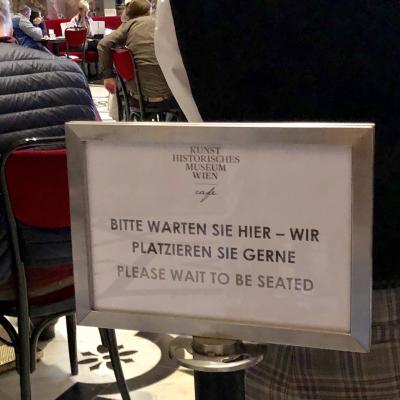 KUNST
HISTORISCHES
MUSEUM
WIEN
cafe
BITTE WARTEN SIE HIER – WIR
PLATZIEREN SIE GERNE
PLEASE WAIT TO BE SEATED